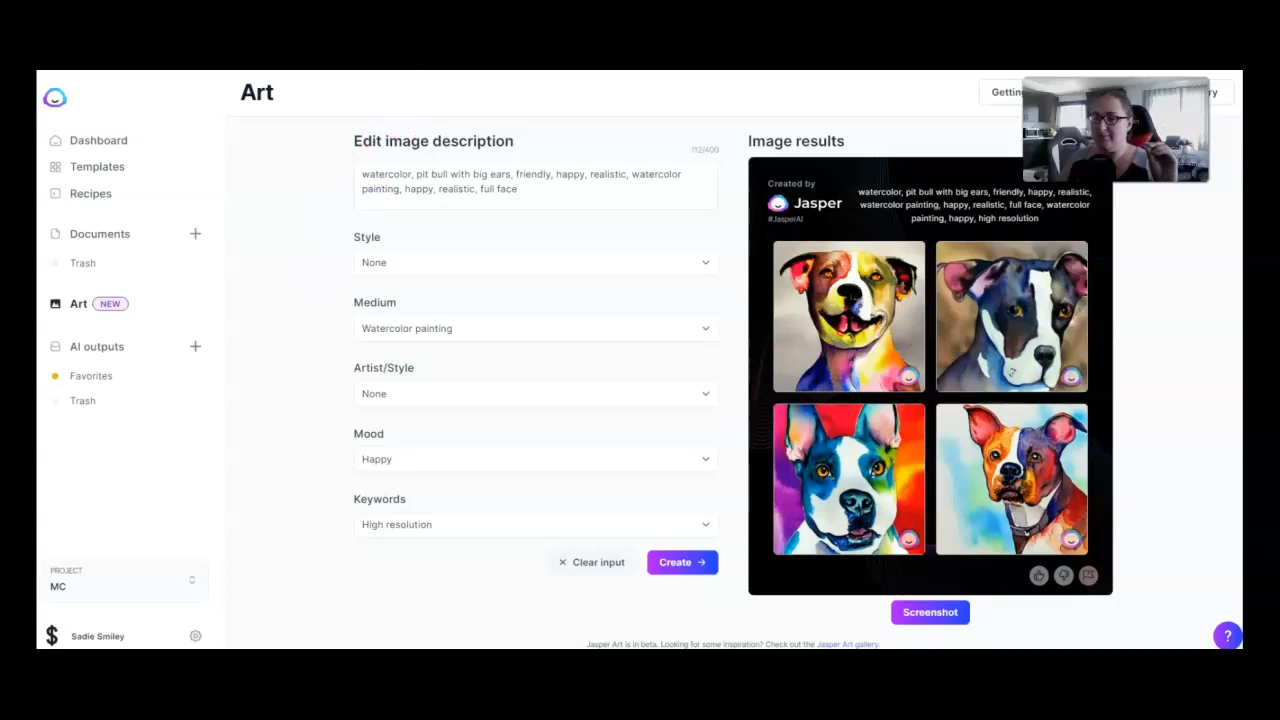 Art
Gettin
ry
Dashboard
Templates
Recipes
Documents
Trash
Art NEW
AI outputs
Favorites
Trash
PROJECT
MC
$ Sadie Smiley
Edit image description
112/400
watercolor, pit bull with big ears, friendly, happy, realistic, watercolor
painting, happy, realistic, full face
Style
None
Medium
Watercolor painting
Artist/Style
None
Mood
Happy
Keywords
High resolution
Clear input
Create
Image results
Created by
Jasper
#JasperAI
watercolor, pit bull with big ears, friendly, happy, realistic,
watercolor painting, happy, realistic, full face, watercolor
painting, happy, high resolution
Screenshot
Jasper Art is in beta. Looking for some inspiration? Check out the Jasper Art gallery.
?